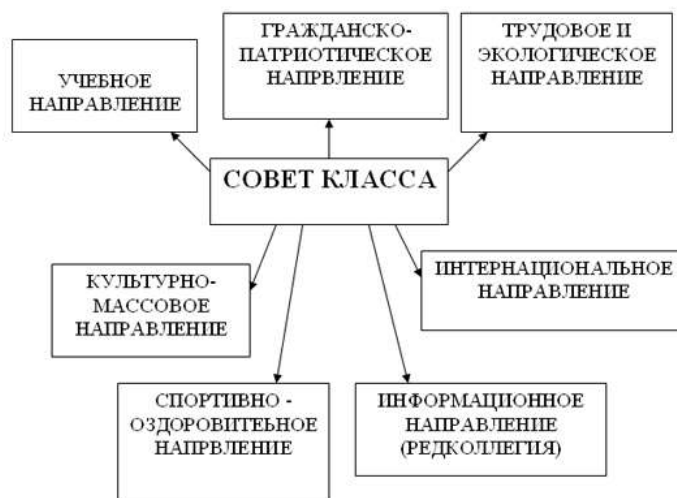 УЧЕБНОЕ
НАПРАВЛЕНИЕ
ГРАЖДАНСКО-
ПАТРИОТИЧЕСКОЕ
НАПРВЛЕНИЕ
ТРУДОВОЕ И
ЭКОЛОГИЧЕСКОЕ
НАПРАВЛЕНИЕ
СОВЕТ КЛАССА
КУЛЬТУРНО-
МАССОВОЕ
НАПРАВЛЕНИЕ
ИНТЕРНАЦИОНАЛЬНОЕ
НАПРАВЛЕНИЕ
СПОРТИВНО -
ОЗДОРОВИТЕЬНОЕ
НАПРВЛЕНИЕ
ИНФОРМАЦИОННОЕ
НАПРАВЛЕНИЕ
(РЕДКОЛЛЕГИЯ)